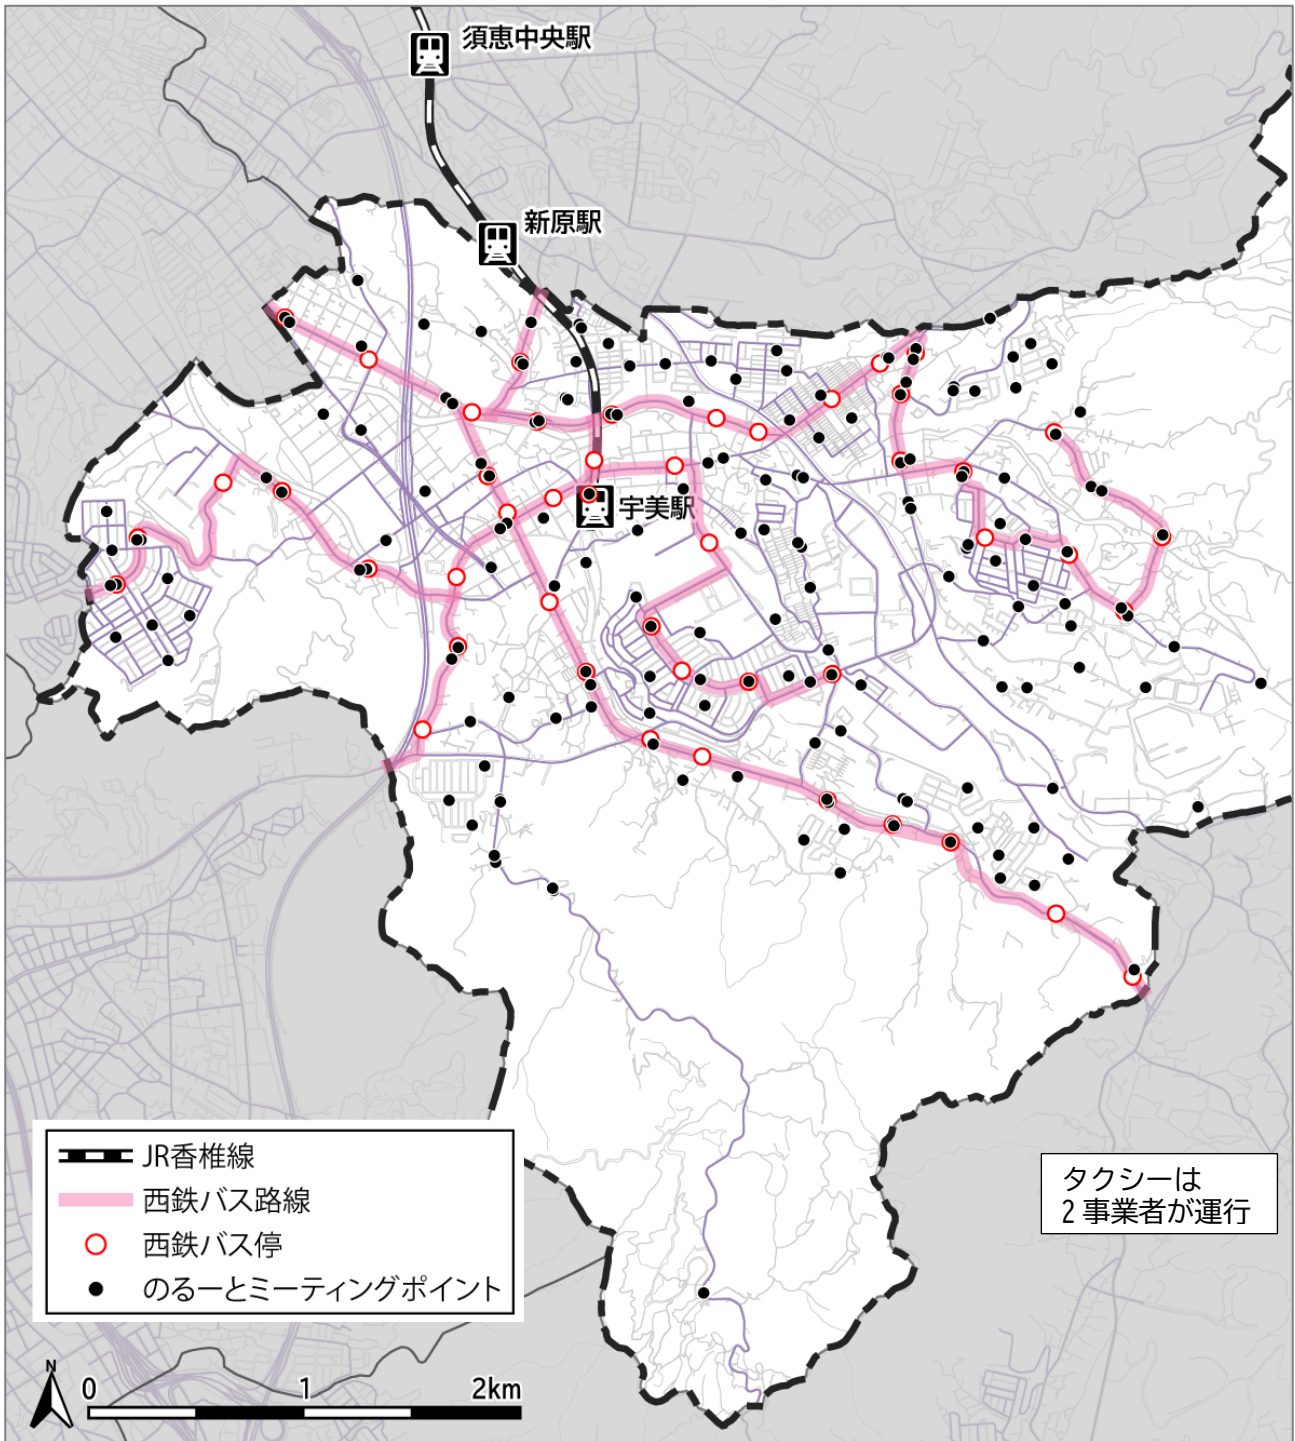 須恵中央駅
新原駅
宇美駅
JR香椎線
西鉄バス路線
西鉄バス停
のるーとミーティングポイント
タクシーは
2事業者が運行
N
0 1 2km